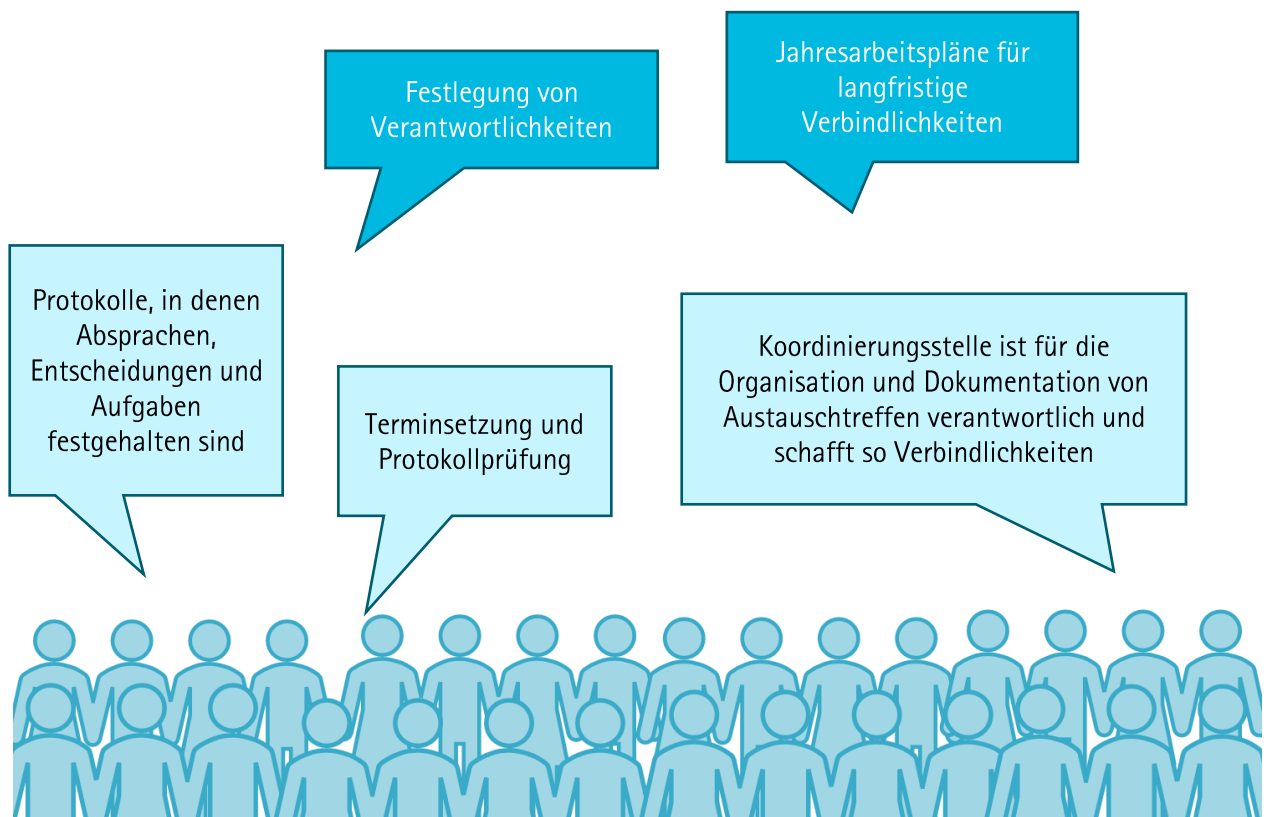 Festlegung von
Verantwortlichkeiten
Jahresarbeitspläne für
langfristige
Verbindlichkeiten
Protokolle, in denen
Absprachen,
Entscheidungen und
Aufgaben
festgehalten sind
Terminsetzung und
Protokollprüfung
Koordinierungsstelle ist für die
Organisation und Dokumentation von
Austauschtreffen verantwortlich und
schafft so Verbindlichkeiten